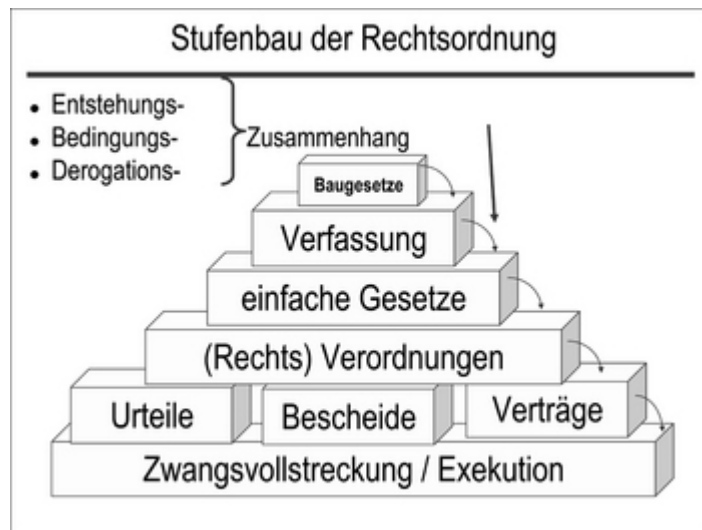 Stufenbau der Rechtsordnung
• Entstehungs-
• Bedingungs-
• Derogations-
Zusammenhang
Baugesetze
Verfassung
einfache Gesetze
(Rechts) Verordnungen
Urteile
Bescheide
Verträge
Zwangsvollstreckung / Exekution